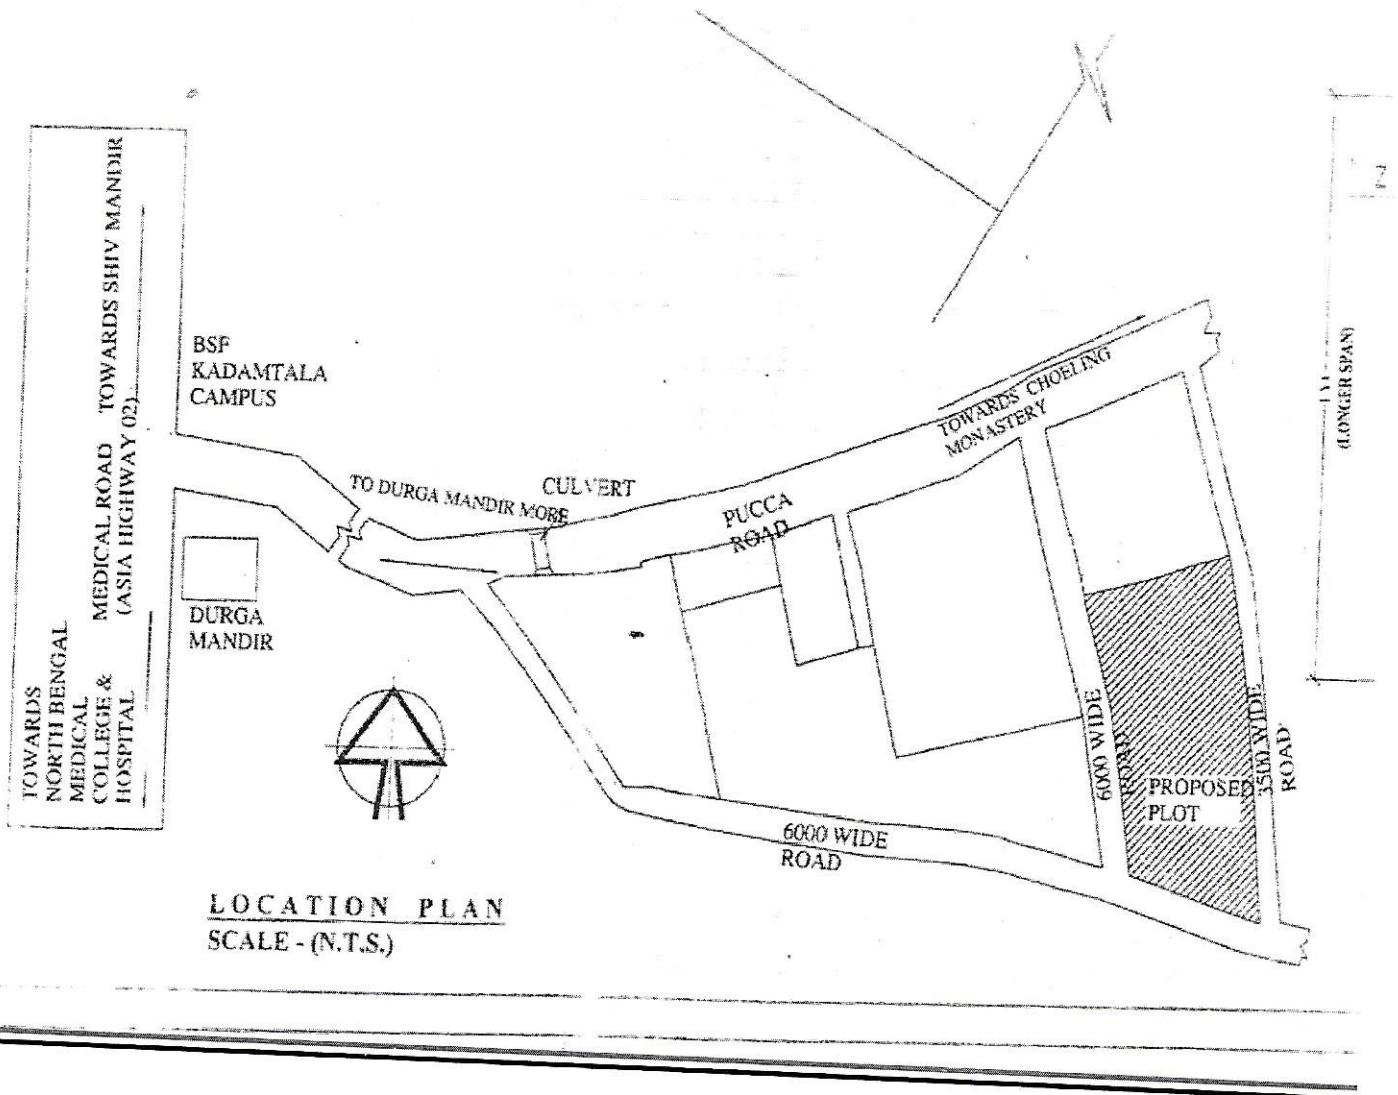 TOWARDS
NORTH BENGAL
MEDICAL
COLLEGE &
HOSPITAL
MEDICAL ROAD
(ASIA HIGHWAY 02)
TOWARDS SHIV MANDIR
BSF
KADAMTALA
CAMPUS
DURGA
MANDIR
TO DURGA MANDIR MORE
CULVERT
PUCCA
ROAD
TOWARDS CHOELING
MONASTERY
6000 WIDE
ROAD
6000 WIDE
ROAD
PROPOSED
PLOT
3500 WIDE
ROAD
(LONGER SPAN)
LOCATION PLAN
SCALE - (N.T.S.)